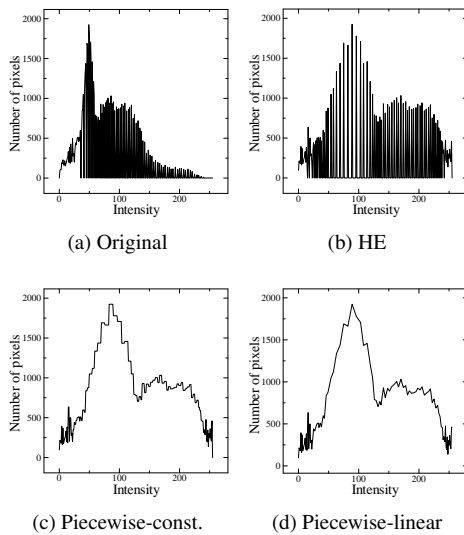 2000
1500
1000
500
0
Number of pixels
0 100 200
Intensity
(a) Original
2000
1500
1000
500
0
Number of pixels
0 100 200
Intensity
(b) HE
2000
1500
1000
500
0
Number of pixels
0 100 200
Intensity
(c) Piecewise-const.
2000
1500
1000
500
0
Number of pixels
0 100 200
Intensity
(d) Piecewise-linear